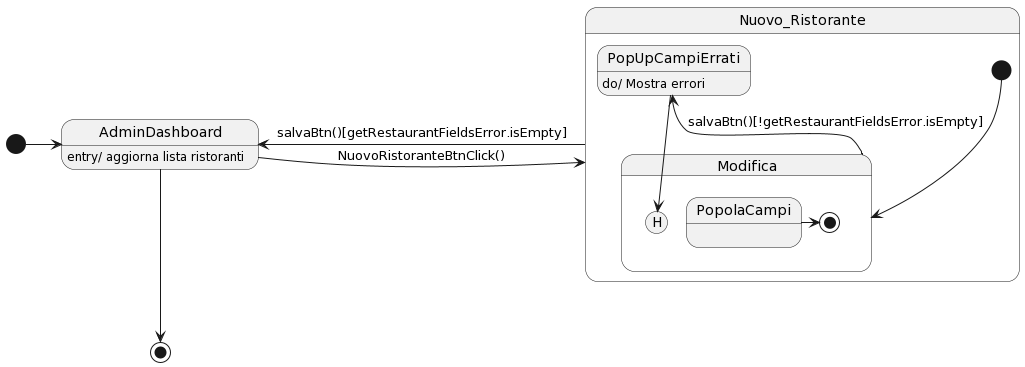 Nuovo_Ristorante
PopUpCampiErrati
do/ Mostra errori
AdminDashboard
entry/ aggiorna lista ristoranti
salvaBtn()[getRestaurantFieldsError.isEmpty]
NuovoRistoranteBtnClick()
salvaBtn()[!getRestaurantFieldsError.isEmpty]
Modifica
H
PopolaCampi